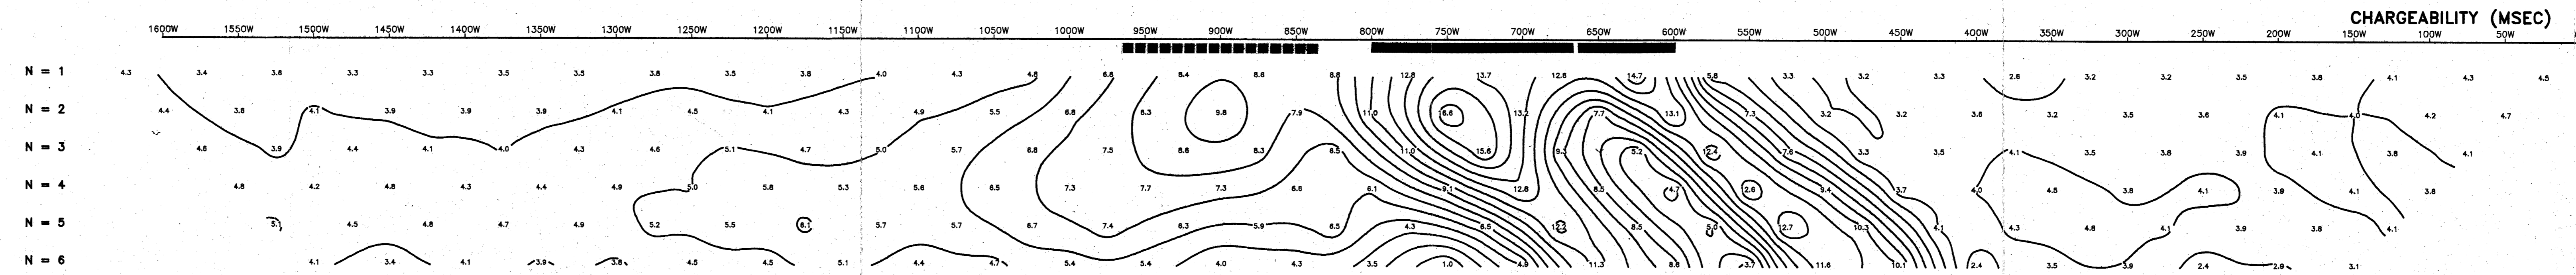 CHARGEABILITY (MSEC)
1600W 1550W 1500W 1450W 1400W 1350W 1300W 1250W 1200W 1150W 1100W 1050W 1000W 950W 900W 850W 800W 750W 700W 650W 600W 550W 500W 450W 400W 350W 300W 250W 200W 150W 100W 50W
N = 1 4.3 3.4 3.6 3.3 3.3 3.5 3.5 3.8 3.5 3.8 4.0 4.3 4.8 6.8 8.4 8.6 8.8 12.8 13.7 12.6 14.7 5.8 3.3 3.2 3.3 2.6 3.2 3.2 3.5 3.8 4.1 4.3 4.5
N = 2 4.4 3.8 4.1 3.9 3.9 3.9 4.1 4.5 4.1 4.3 4.9 5.5 6.8 8.3 9.8 7.9 11.0 16.6 13.2 7.7 13.1 7.3 3.2 3.2 3.6 3.2 3.5 3.6 4.1 4.0 4.2 4.7
N = 3 4.8 3.9 4.4 4.1 4.0 4.3 4.6 5.1 4.7 5.0 5.7 6.8 7.5 8.6 8.3 6.5 11.0 15.6 9.3 5.2 12.4 7.6 3.3 3.5 4.1 3.5 3.8 3.9 4.1 3.8 4.1
N = 4 4.8 4.2 4.8 4.3 4.4 4.9 5.0 5.8 5.3 5.6 6.5 7.3 7.7 7.3 6.6 6.1 9.1 12.8 8.5 4.7 2.6 9.4 3.7 4.0 4.5 3.8 4.1 3.9 4.1 3.8
N = 5 5.1 4.5 4.8 4.7 4.9 5.2 5.5 6.1 5.7 5.7 6.7 7.4 6.3 5.9 6.5 4.3 6.5 12.2 8.5 5.0 12.7 10.3 4.1 4.3 4.8 4.1 3.9 3.8 4.1
N = 6 4.1 3.4 4.1 3.9 3.8 4.5 4.5 5.1 4.4 4.7 5.4 5.4 4.0 4.3 3.5 1.0 4.9 11.3 8.6 3.7 11.6 10.1 2.4 3.5 3.9 2.4 2.9 3.1